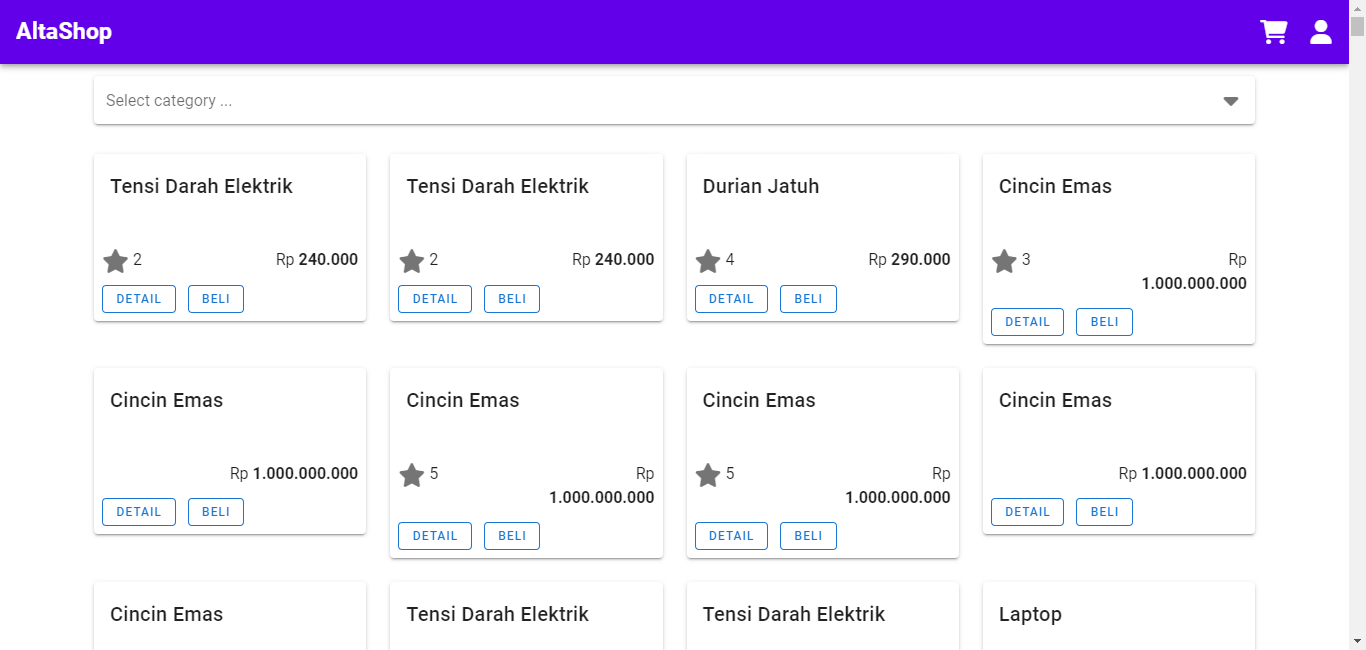 AltaShop
Select category ...
Tensi Darah Elektrik
2 Rp 240.000
DETAIL BELI
Tensi Darah Elektrik
2 Rp 240.000
DETAIL BELI
Durian Jatuh
4 Rp 290.000
DETAIL BELI
Cincin Emas
3 Rp
1.000.000.000
DETAIL BELI
Cincin Emas
Rp 1.000.000.000
DETAIL BELI
Cincin Emas
5 Rp
1.000.000.000
DETAIL BELI
Cincin Emas
5 Rp
1.000.000.000
DETAIL BELI
Cincin Emas
Rp 1.000.000.000
DETAIL BELI
Cincin Emas
Tensi Darah Elektrik
Tensi Darah Elektrik
Laptop